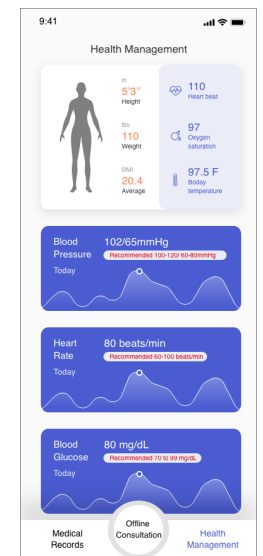 9:41
Health Management
in
5'3"
Height
lbs
110
Weight
BMI
20.4
Average
110
Heart beat
97
Oxygen
saturation
97.5 F
Boday
temperature
Blood
Pressure
Today
102/65mmHg
Recommended 100-120/ 60-80mmHg
Heart
Rate
Today
80 beats/min
Recommended 60-100 beats/min
Blood
Glucose
Today
80 mg/dL
Recommended 70 to 99 mg/dL
Medical
Records
Offline
Consultation
Health
Management